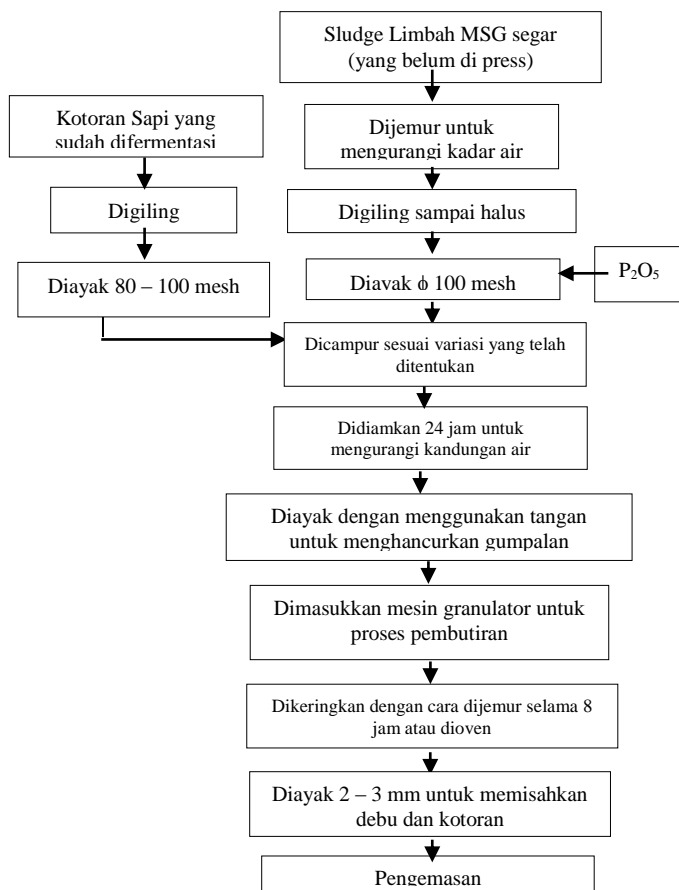 Sludge Limbah MSG segar
(yang belum di press)
Kotoran Sapi yang
sudah difermentasi
Dijemur untuk
mengurangi kadar air
Digiling
Digiling sampai halus
Diayak 80 – 100 mesh
Diavak ϕ 100 mesh
P₂O₅
Dicampur sesuai variasi yang telah
ditentukan
Didiamkan 24 jam untuk
mengurangi kandungan air
Diayak dengan menggunakan tangan
untuk menghancurkan gumpalan
Dimasukkan mesin granulator untuk
proses pembutiran
Dikeringkan dengan cara dijemur selama 8
jam atau dioven
Diayak 2 – 3 mm untuk memisahkan
debu dan kotoran
Pengemasan